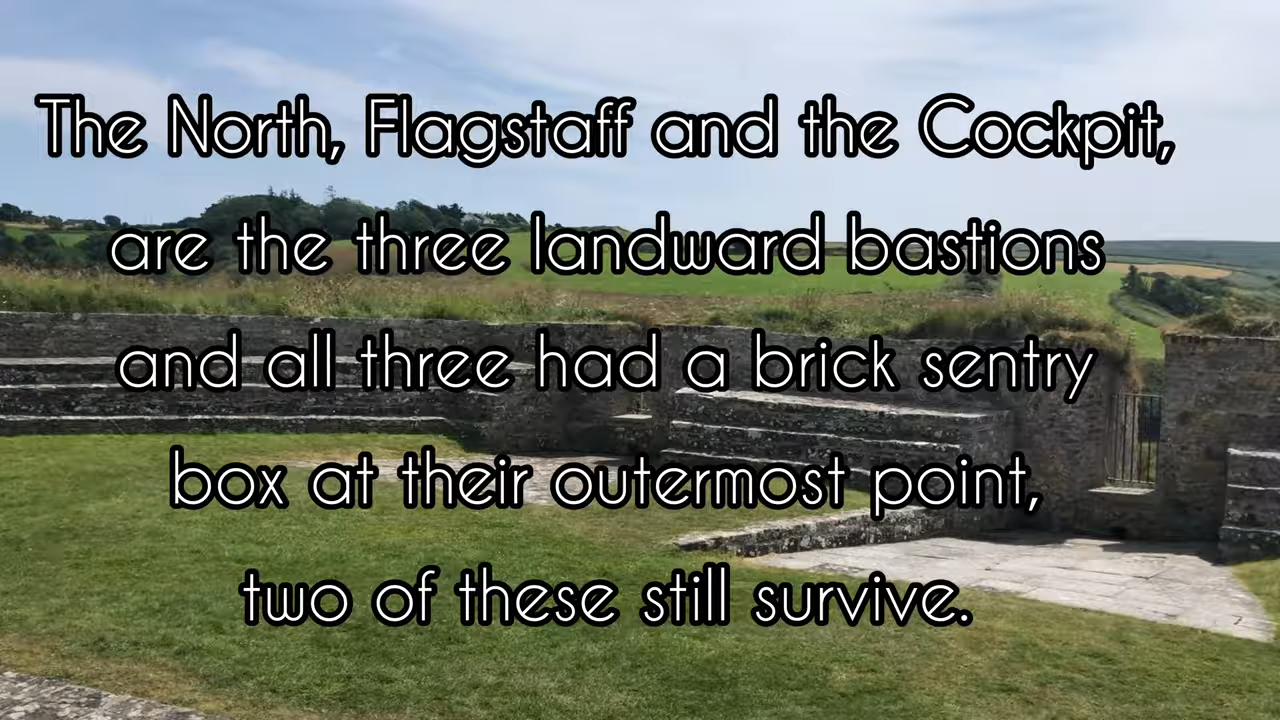 The North, Flagstaff and the Cockpit,
are the three landward bastions
and all three had a brick sentry
box at their outermost point,
two of these still survive.